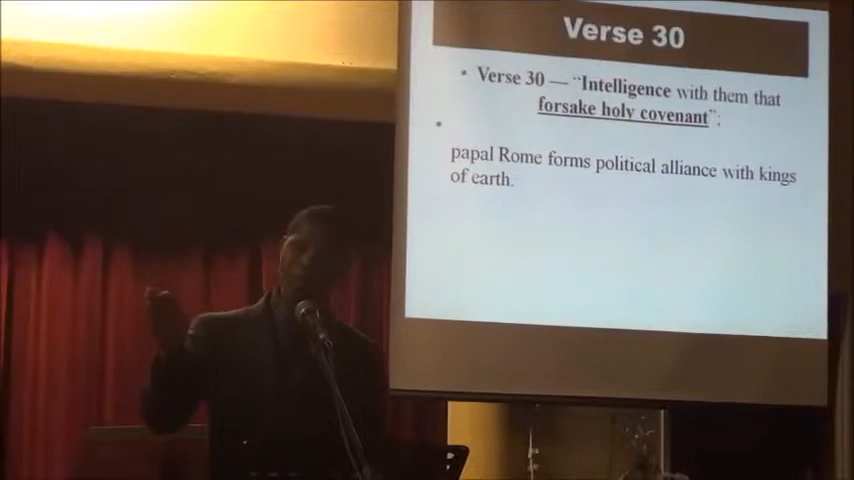 Verse 30
• Verse 30 — “Intelligence with them that
forsake holy covenant”:
•
papal Rome forms political alliance with kings
of earth.